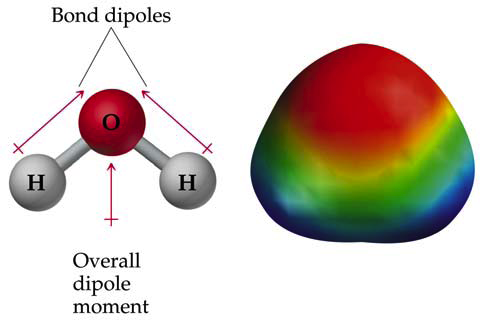 Bond dipoles
O
H
H
Overall
dipole
moment